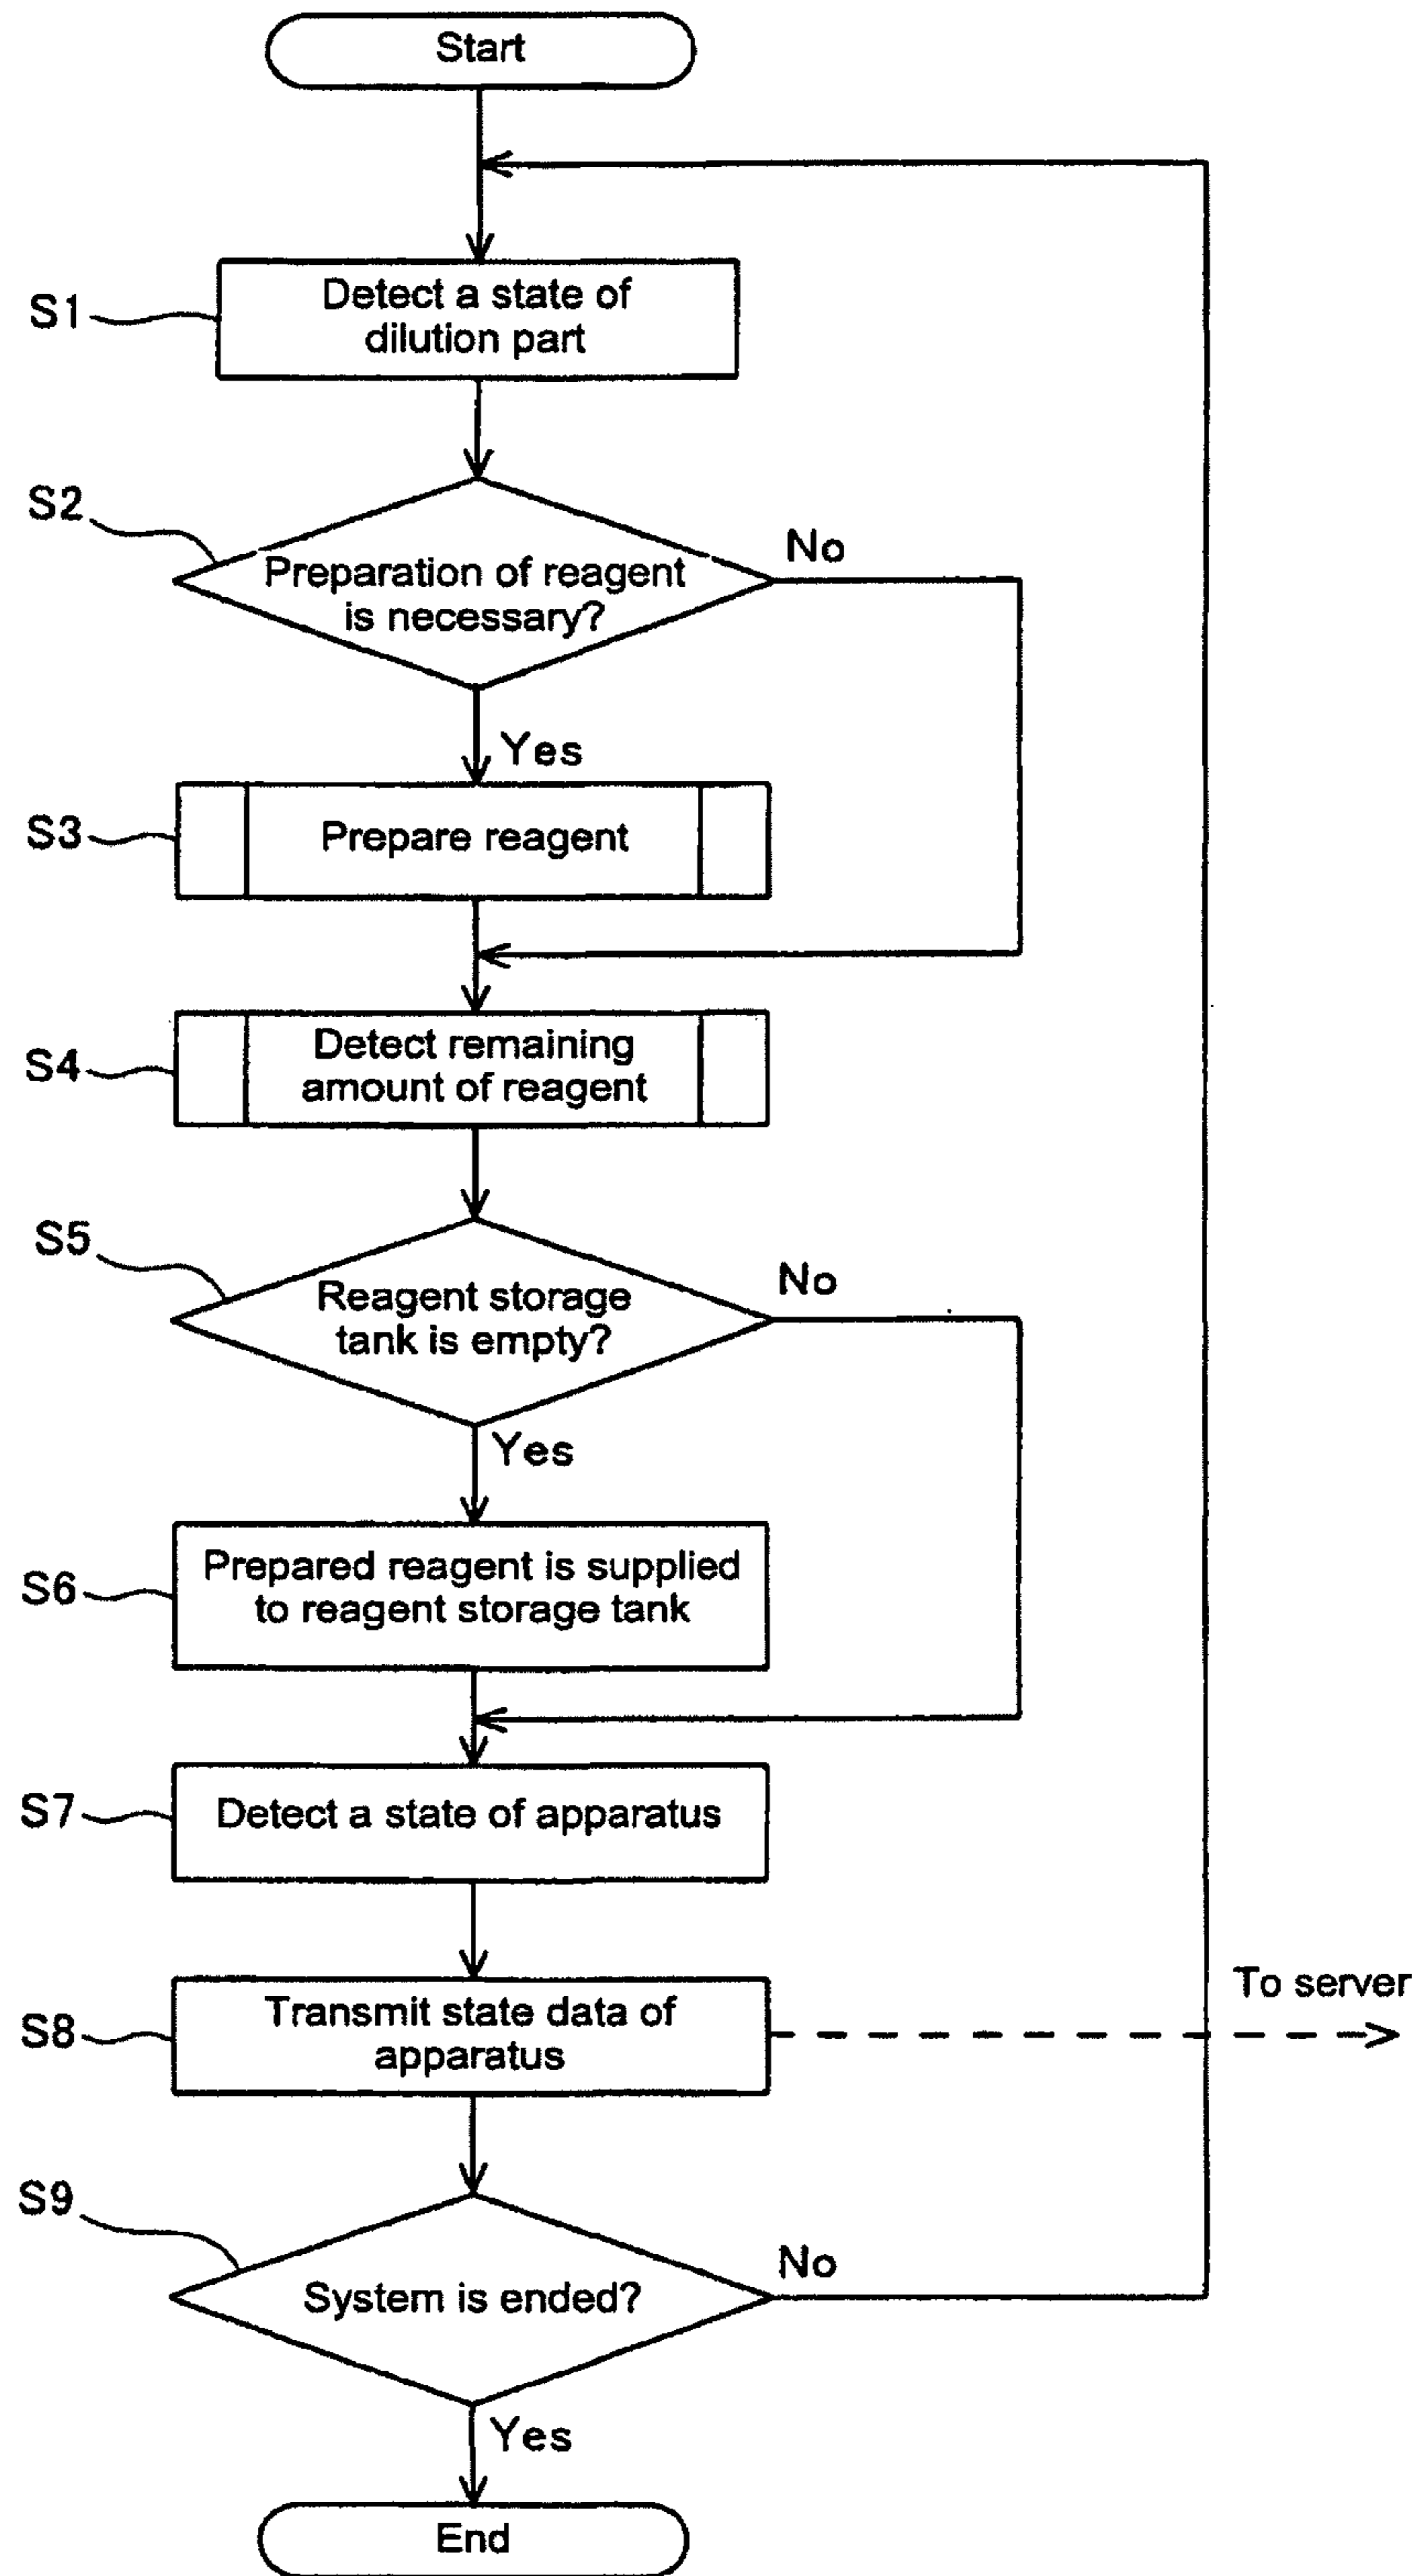 Start
S1
Detect a state of
dilution part
S2
No
Preparation of reagent
is necessary?
Yes
S3
Prepare reagent
S4
Detect remaining
amount of reagent
S5
No
Reagent storage
tank is empty?
Yes
S6
Prepared reagent is supplied
to reagent storage tank
S7
Detect a state of apparatus
To server
S8
Transmit state data of
apparatus
S9
No
System is ended?
Yes
End